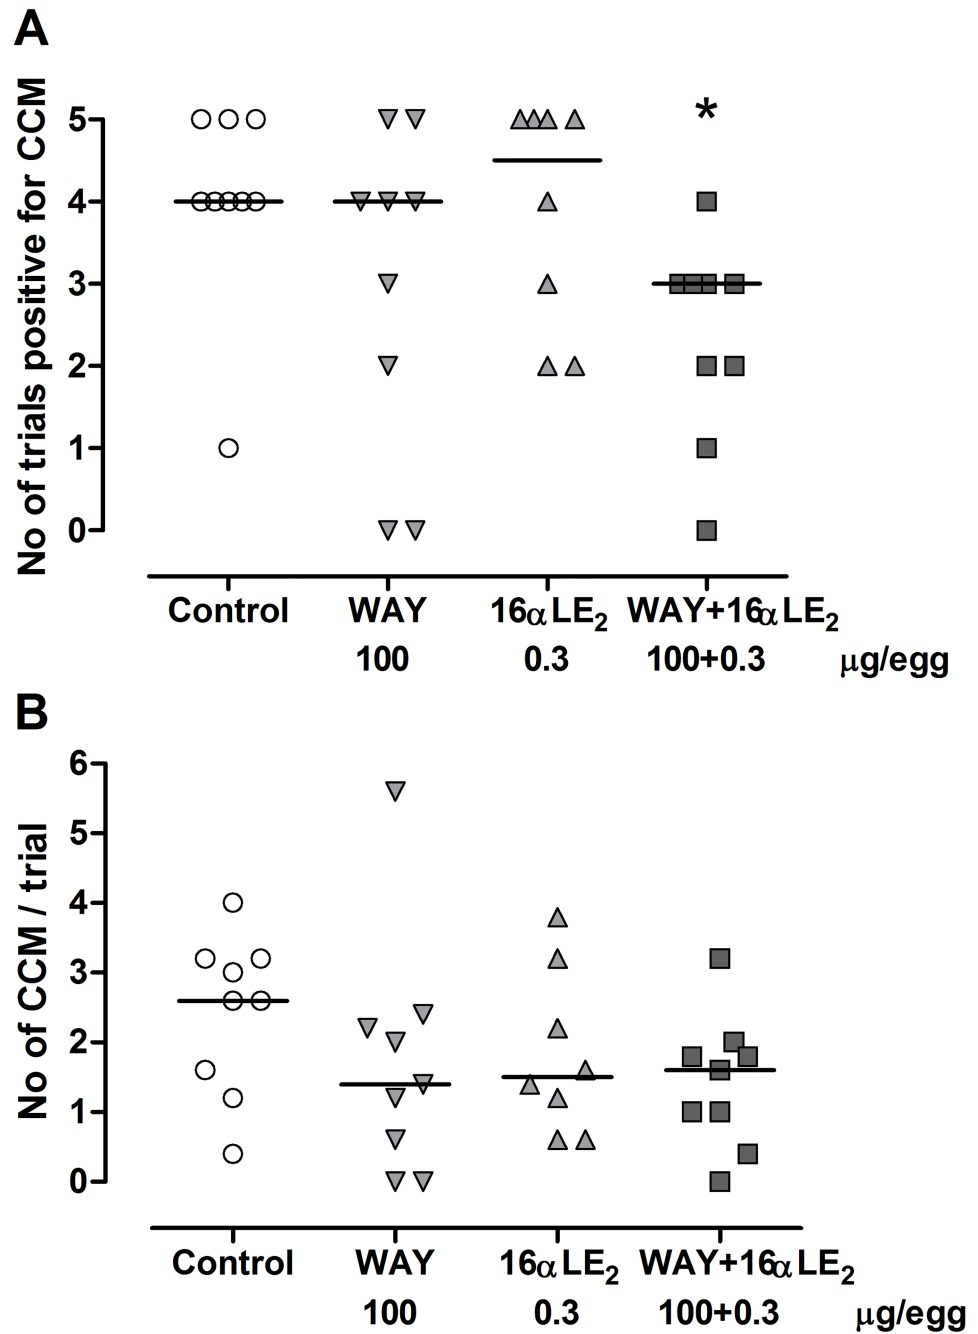 A
No of trials positive for CCM
5
4
3
2
1
0
*
Control WAY 16αLE₂ WAY+16αLE₂
100 0.3 100+0.3 µg/egg
B
No of CCM / trial
6
5
4
3
2
1
0
Control WAY 16αLE₂ WAY+16αLE₂
100 0.3 100+0.3 µg/egg